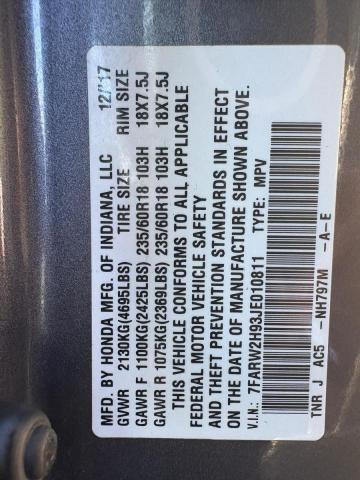 MFD. BY HONDA MFG. OF INDIANA, LLC 12/17
GVWR 2130KG(4695LBS) TIRE SIZE RIM SIZE
GAWR F 1100KG(2425LBS) 235/60R18 103H 18X7.5J
GAWR R 1075KG(2369LBS) 235/60R18 103H 18X7.5J
THIS VEHICLE CONFORMS TO ALL APPLICABLE
FEDERAL MOTOR VEHICLE SAFETY
AND THEFT PREVENTION STANDARDS IN EFFECT
ON THE DATE OF MANUFACTURE SHOWN ABOVE.
V.I.N.: 7FARW2H93JE010811 TYPE: MPV
TNR J AC5 -NH797M -A-E